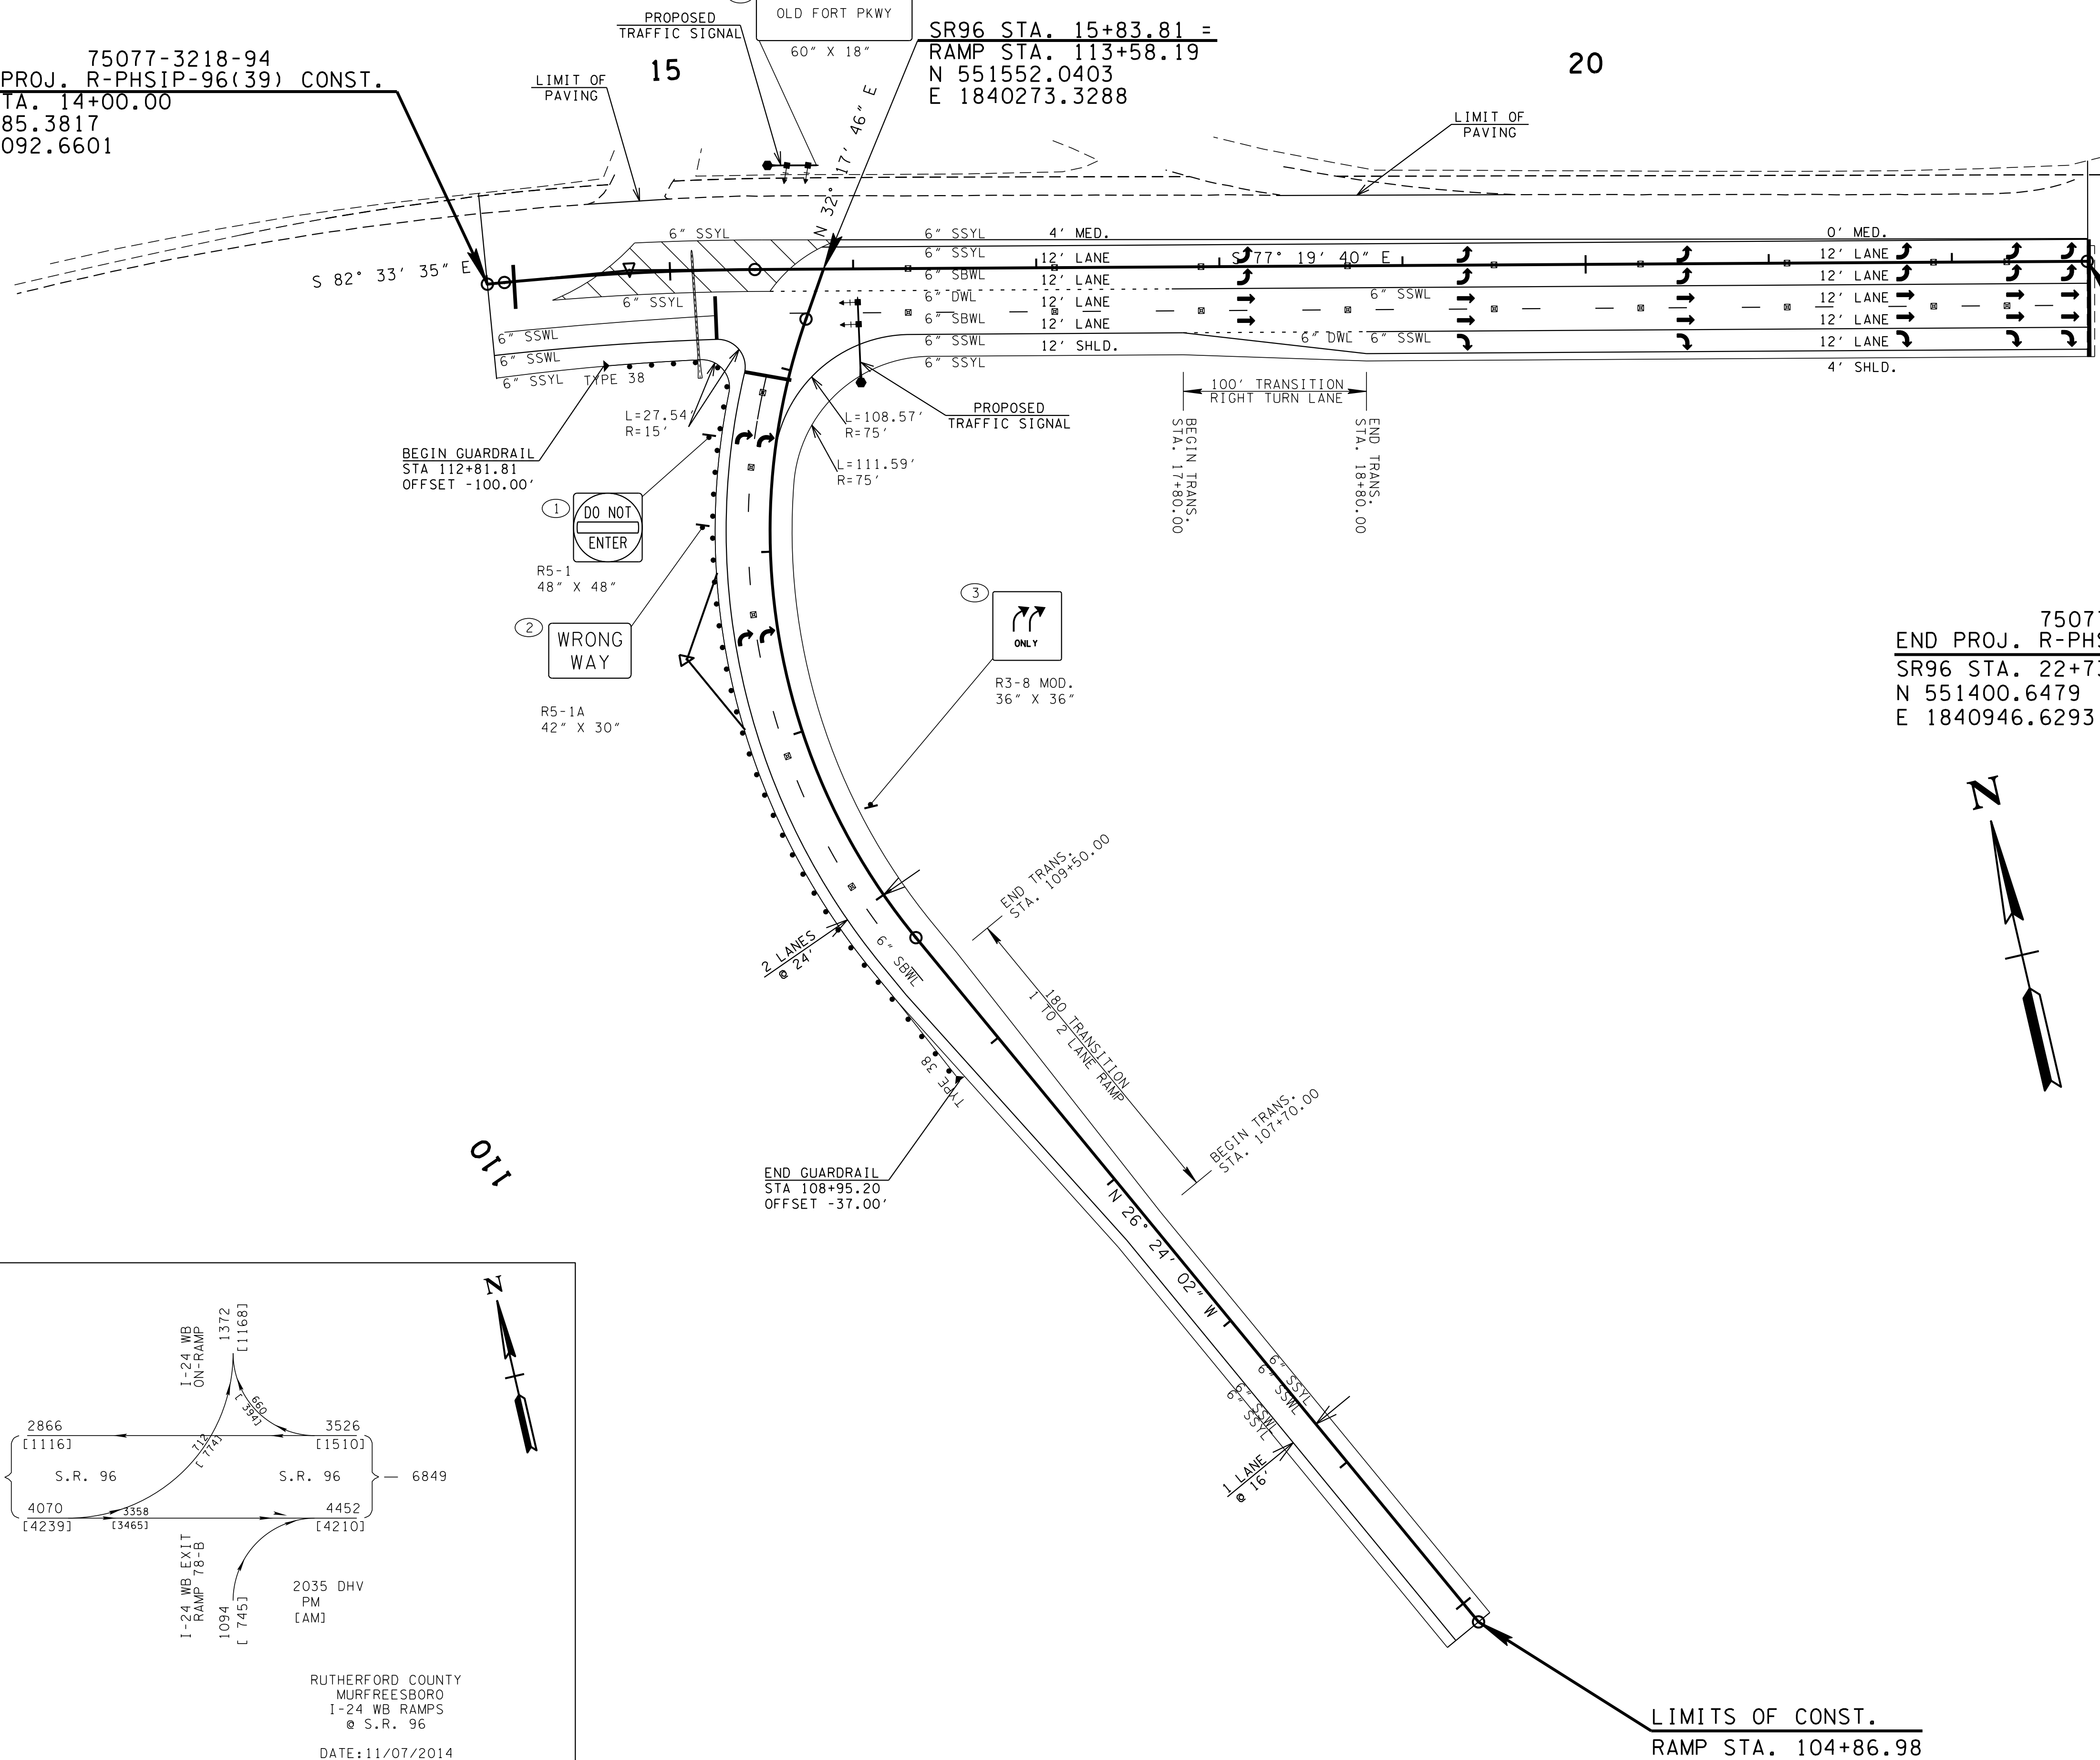 75077-3218-94
PROJ. R-PHSIP-96(39) CONST.
TA. 14+00.00
85.3817
092.6601
LIMIT OF
PAVING
PROPOSED
TRAFFIC SIGNAL
15
OLD FORT PKWY
60" X 18"
SR96 STA. 15+83.81 =
RAMP STA. 113+58.19
N 551552.0403
E 1840273.3288
20
LIMIT OF
PAVING
N 32° 17' 46" E
S 82° 33' 35" E
S 77° 19' 40" E
6" SSYL
6" SSYL
6" SSWL
6" SSWL
6" SSYL
TYPE 38
6" SSYL
6" SSYL
6" SBWL
6" DWL
6" SBWL
6" SSWL
6" SSYL
4' MED.
12' LANE
12' LANE
12' LANE
12' LANE
12' SHLD.
6" SSWL
6" DWL
6" SSWL
0' MED.
12' LANE
12' LANE
12' LANE
12' LANE
12' LANE
4' SHLD.
100' TRANSITION
RIGHT TURN LANE
BEGIN TRANS.
STA. 17+80.00
END TRANS.
STA. 18+80.00
L=27.54'
R=15'
L=108.57'
R=75'
L=111.59'
R=75'
PROPOSED
TRAFFIC SIGNAL
BEGIN GUARDRAIL
STA 112+81.81
OFFSET -100.00'
1
DO NOT
ENTER
R5-1
48" X 48"
2
WRONG
WAY
R5-1A
42" X 30"
3
ONLY
R3-8 MOD.
36" X 36"
75077
END PROJ. R-PHS
SR96 STA. 22+73
N 551400.6479
E 1840946.6293
N
END TRANS.
STA. 109+50.00
2 LANES
@ 24'
6" SBWL
180 TRANSITION
1 TO 2 LANE RAMP
BEGIN TRANS.
STA. 107+70.00
TYPE 38
END GUARDRAIL
STA 108+95.20
OFFSET -37.00'
110
N 26° 24' 02" W
6" SSYL
6" SSWL
6" SSWL
6" SSYL
1 LANE
@ 16'
LIMITS OF CONST.
RAMP STA. 104+86.98
N
I-24 WB
ON-RAMP
1372
[1168]
660
[ 394]
2866
[1116]
712
[ 774]
3526
[1510]
S.R. 96
S.R. 96
6849
4070
[4239]
3358
[3465]
4452
[4210]
I-24 WB EXIT
RAMP 78-B
1094
[ 745]
2035 DHV
PM
[AM]
RUTHERFORD COUNTY
MURFREESBORO
I-24 WB RAMPS
@ S.R. 96
DATE:11/07/2014